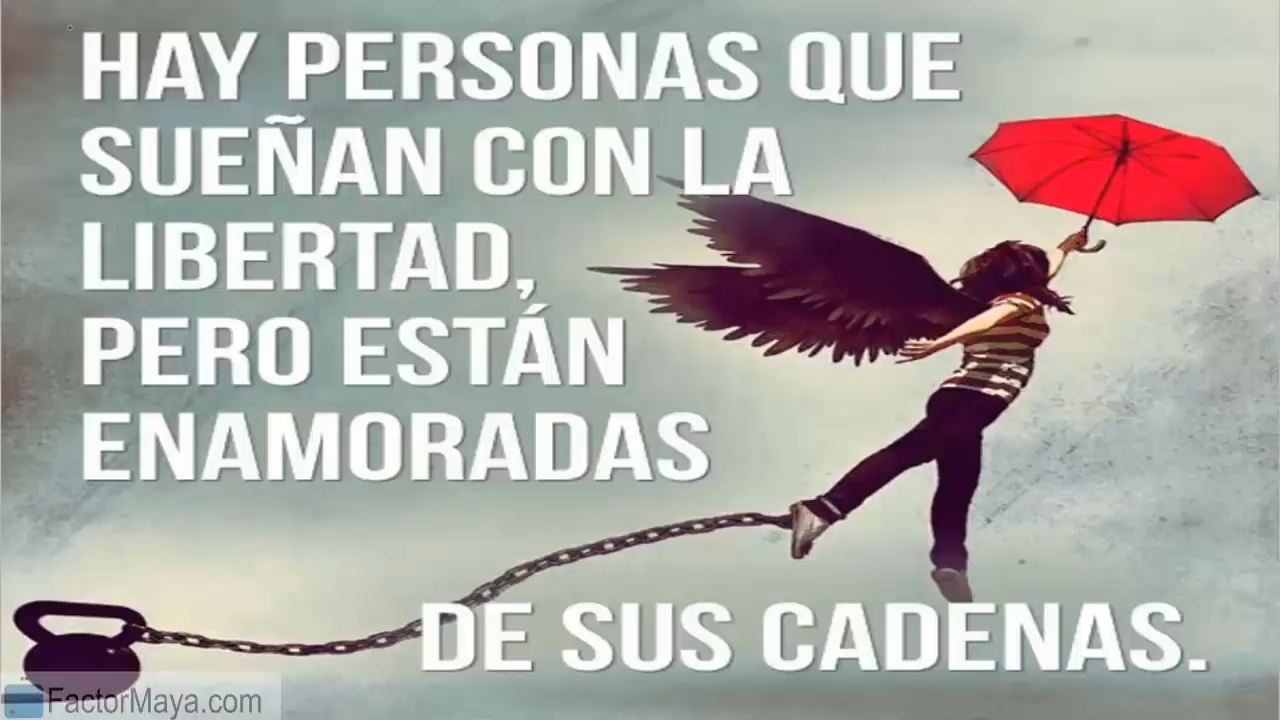 HAY PERSONAS QUE
SUEÑAN CON LA
LIBERTAD,
PERO ESTÁN
ENAMORADAS
DE SUS CADENAS.
FactorMaya.com